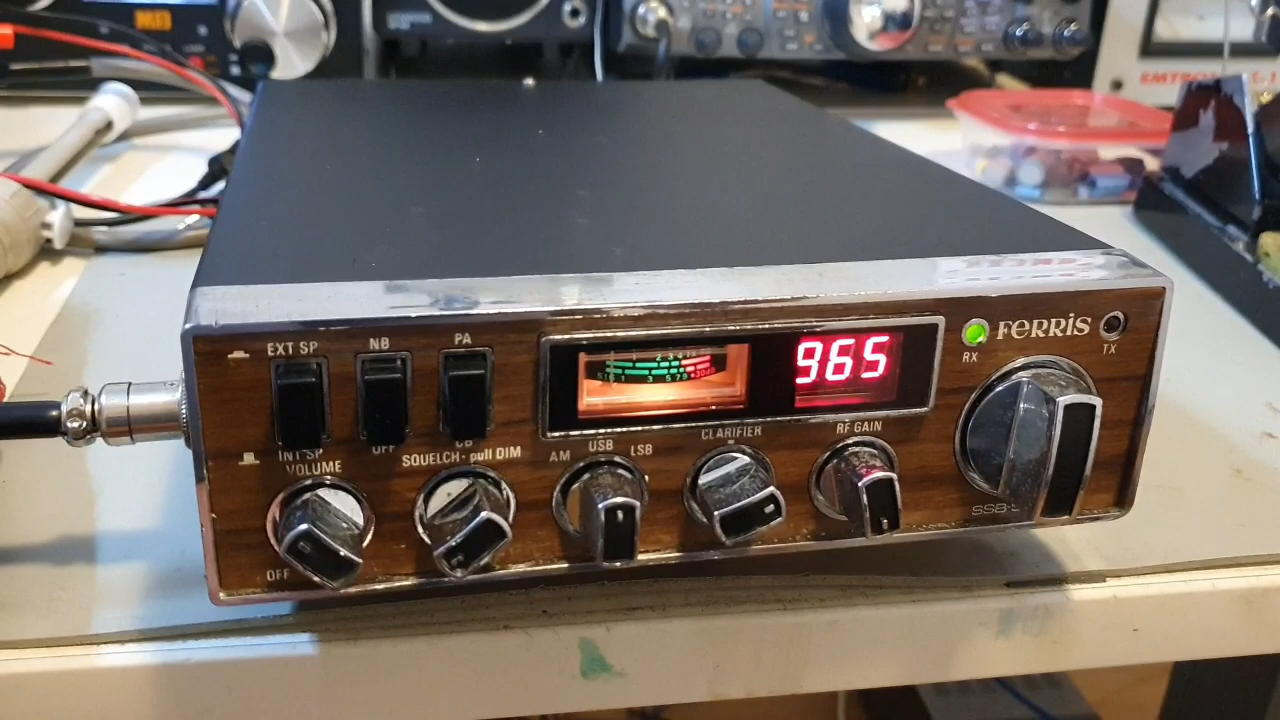 EXT SP
NB
PA
965
FERRIS
RX
TX
INT SP
OFF
CB
VOLUME
SQUELCH · pull DIM
AM
USB
LSB
CLARIFIER
RF GAIN
OFF